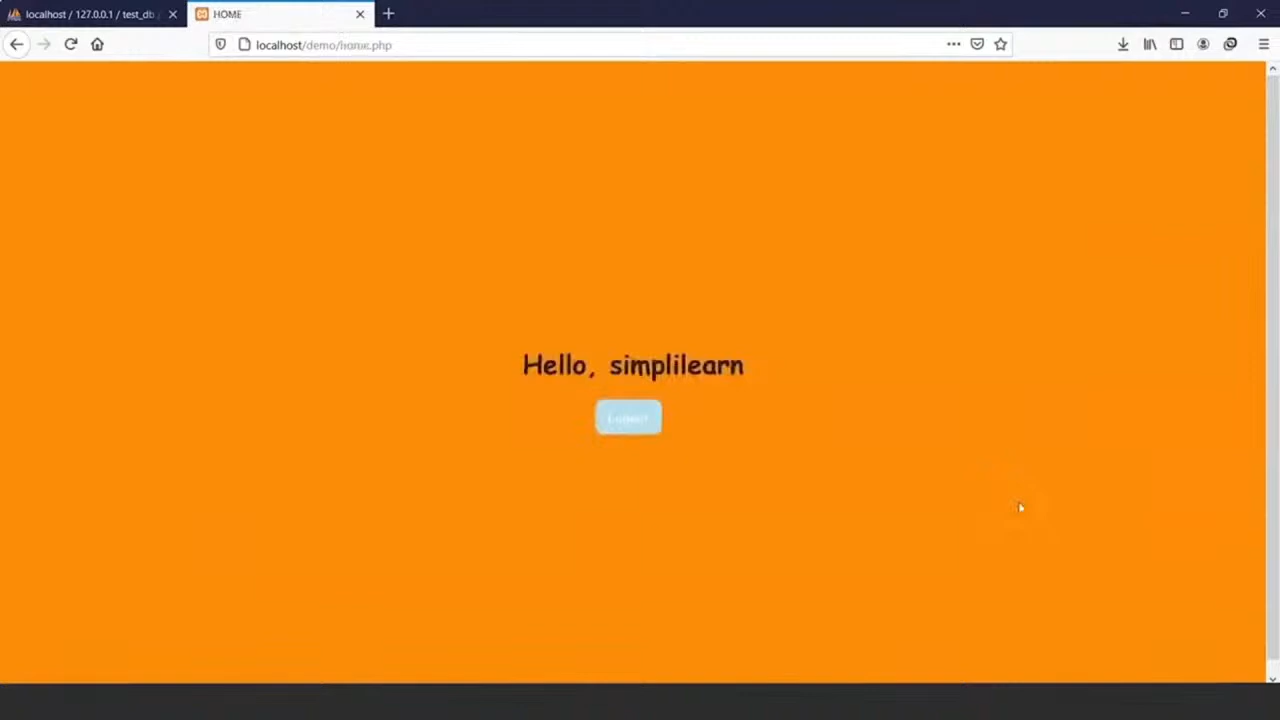 localhost / 127.0.0.1 / test_db
HOME
localhost/demo/home.php
Hello, simplilearn